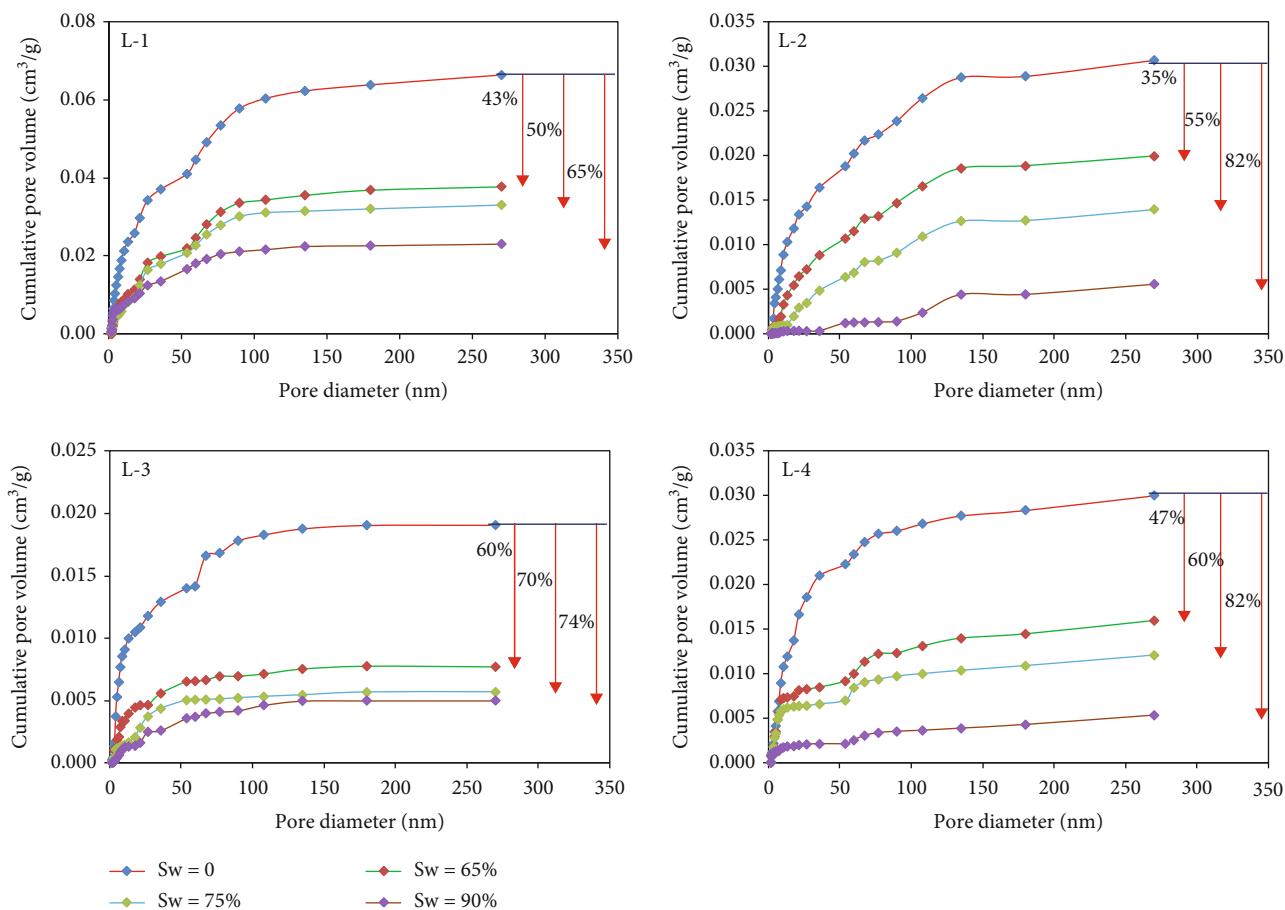 L-1
Cumulative pore volume (cm³/g)
0.08
0.06
0.04
0.02
0.00
43%
50%
65%
0 50 100 150 200 250 300 350
Pore diameter (nm)
L-2
Cumulative pore volume (cm³/g)
0.035
0.030
0.025
0.020
0.015
0.010
0.005
0.000
35%
55%
82%
0 50 100 150 200 250 300 350
Pore diameter (nm)
L-3
Cumulative pore volume (cm³/g)
0.025
0.020
0.015
0.010
0.005
0.000
60%
70%
74%
0 50 100 150 200 250 300 350
Pore diameter (nm)
L-4
Cumulative pore volume (cm³/g)
0.035
0.030
0.025
0.020
0.015
0.010
0.005
0.000
47%
60%
82%
0 50 100 150 200 250 300 350
Pore diameter (nm)
Sw = 0
Sw = 65%
Sw = 75%
Sw = 90%